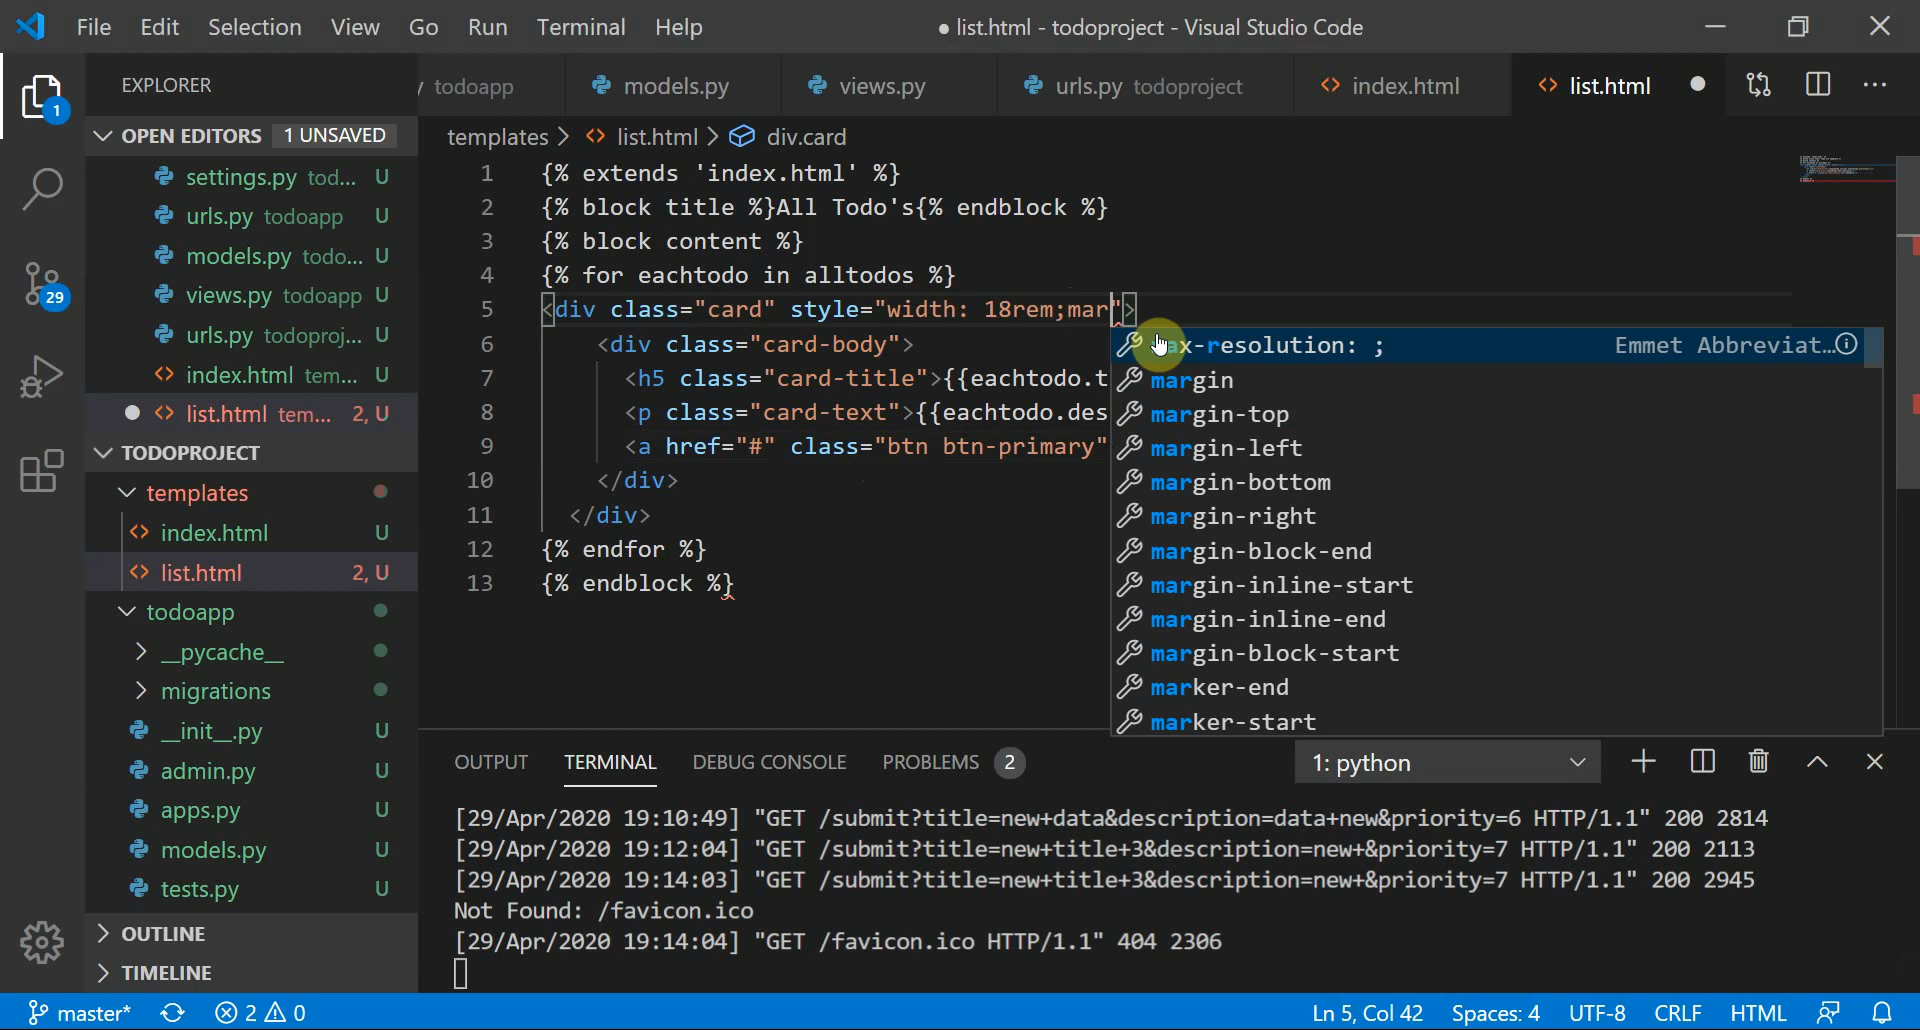 File Edit Selection View Go Run Terminal Help ● list.html - todoproject - Visual Studio Code
EXPLORER
todoapp models.py views.py urls.py todoproject index.html list.html
OPEN EDITORS 1 UNSAVED
settings.py tod... U
urls.py todoapp U
models.py todo... U
views.py todoapp U
urls.py todoproj... U
index.html tem... U
list.html tem... 2, U
TODOPROJECT
templates
index.html U
list.html 2, U
todoapp
__pycache__
migrations
__init__.py U
admin.py U
apps.py U
models.py U
tests.py U
OUTLINE
TIMELINE
1
29
templates > list.html > div.card
1 {% extends 'index.html' %}
2 {% block title %}All Todo's{% endblock %}
3 {% block content %}
4 {% for eachtodo in alltodos %}
5 <div class="card" style="width: 18rem;mar">
6 <div class="card-body">
7 <h5 class="card-title">{{eachtodo.t
8 <p class="card-text">{{eachtodo.des
9 <a href="#" class="btn btn-primary"
10 </div>
11 </div>
12 {% endfor %}
13 {% endblock %}
max-resolution: ; Emmet Abbreviat...
margin
margin-top
margin-left
margin-bottom
margin-right
margin-block-end
margin-inline-start
margin-inline-end
margin-block-start
marker-end
marker-start
OUTPUT TERMINAL DEBUG CONSOLE PROBLEMS 2 1: python
[29/Apr/2020 19:10:49] "GET /submit?title=new+data&description=data+new&priority=6 HTTP/1.1" 200 2814
[29/Apr/2020 19:12:04] "GET /submit?title=new+title+3&description=new+&priority=7 HTTP/1.1" 200 2113
[29/Apr/2020 19:14:03] "GET /submit?title=new+title+3&description=new+&priority=7 HTTP/1.1" 200 2945
Not Found: /favicon.ico
[29/Apr/2020 19:14:04] "GET /favicon.ico HTTP/1.1" 404 2306
master* 2 0 Ln 5, Col 42 Spaces: 4 UTF-8 CRLF HTML